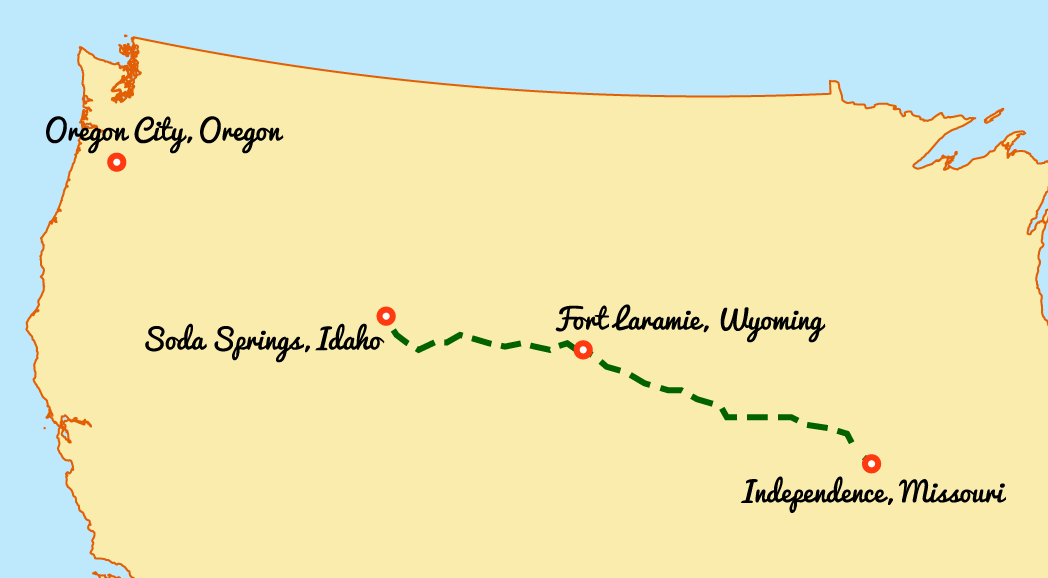 Oregon City, Oregon
Fort Laramie, Wyoming
Soda Springs, Idaho
Independence, Missouri